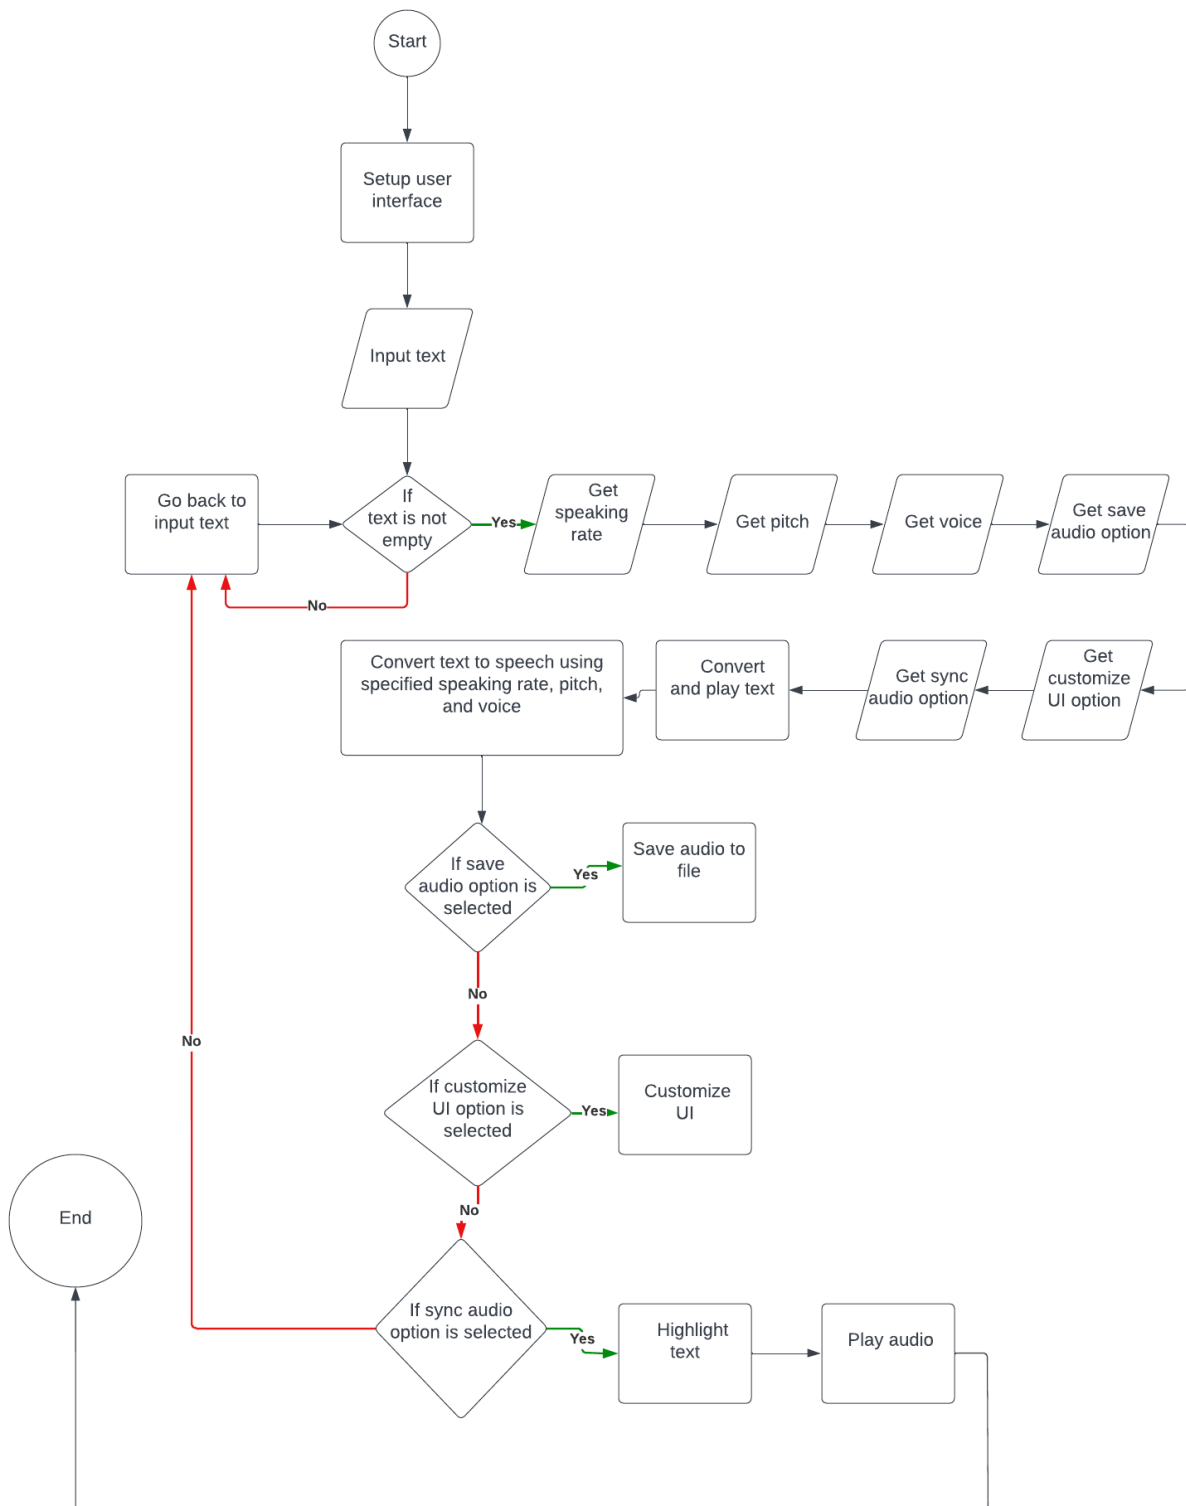 Start
Setup user
interface
Input text
Go back to
input text
If
text is not
empty
Yes
Get
speaking
rate
Get pitch
Get voice
Get save
audio option
No
Convert text to speech using
specified speaking rate, pitch,
and voice
Convert
and play text
Get sync
audio option
Get
customize
UI option
If save
audio option is
selected
Yes
Save audio to
file
No
No
If customize
UI option is
selected
Yes
Customize
UI
No
End
If sync audio
option is selected
Yes
Highlight
text
Play audio